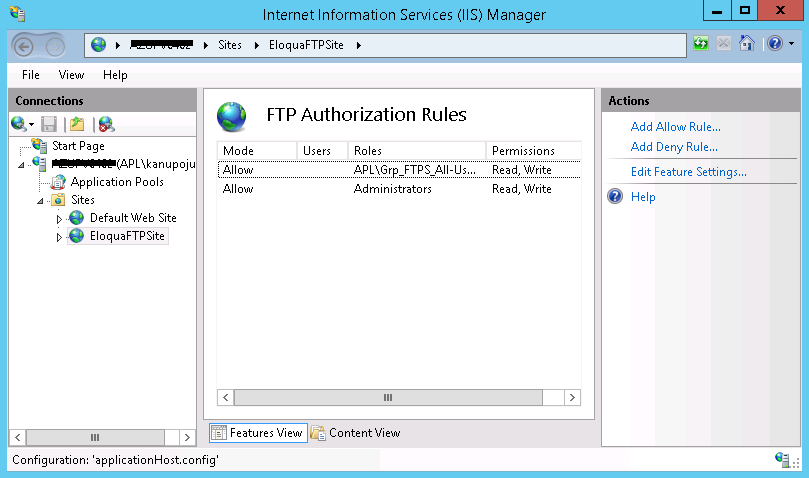 Internet Information Services (IIS) Manager
Sites
EloquaFTPSite
File View Help
Connections
Start Page
(APL\kanupoju
Application Pools
Sites
Default Web Site
EloquaFTPSite
FTP Authorization Rules
Mode Users Roles Permissions
Allow APL\Grp_FTPS_All-Us... Read, Write
Allow Administrators Read, Write
Features View Content View
Actions
Add Allow Rule...
Add Deny Rule...
Edit Feature Settings...
Help
Configuration: 'applicationHost.config'